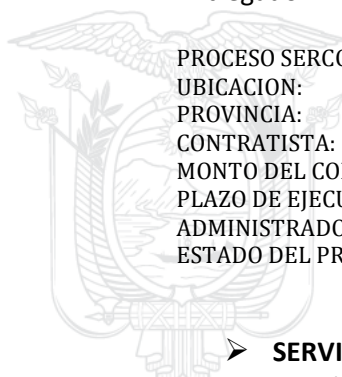 PROCESO SERCO
UBICACION:
PROVINCIA:
CONTRATISTA:
MONTO DEL CO
PLAZO DE EJECU
ADMINISTRADO
ESTADO DEL PR
➢ SERVI